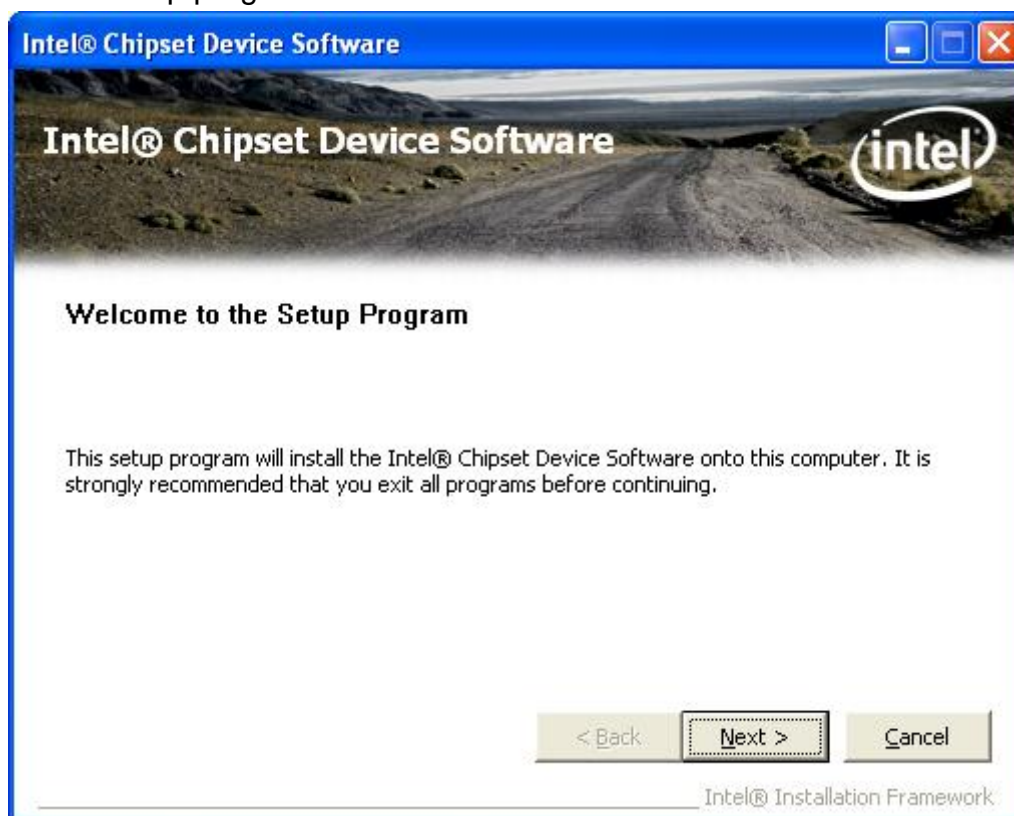 Intel® Chipset Device Software
Intel® Chipset Device Software
intel
Welcome to the Setup Program
This setup program will install the Intel® Chipset Device Software onto this computer. It is
strongly recommended that you exit all programs before continuing.
< Back Next > Cancel
Intel® Installation Framework